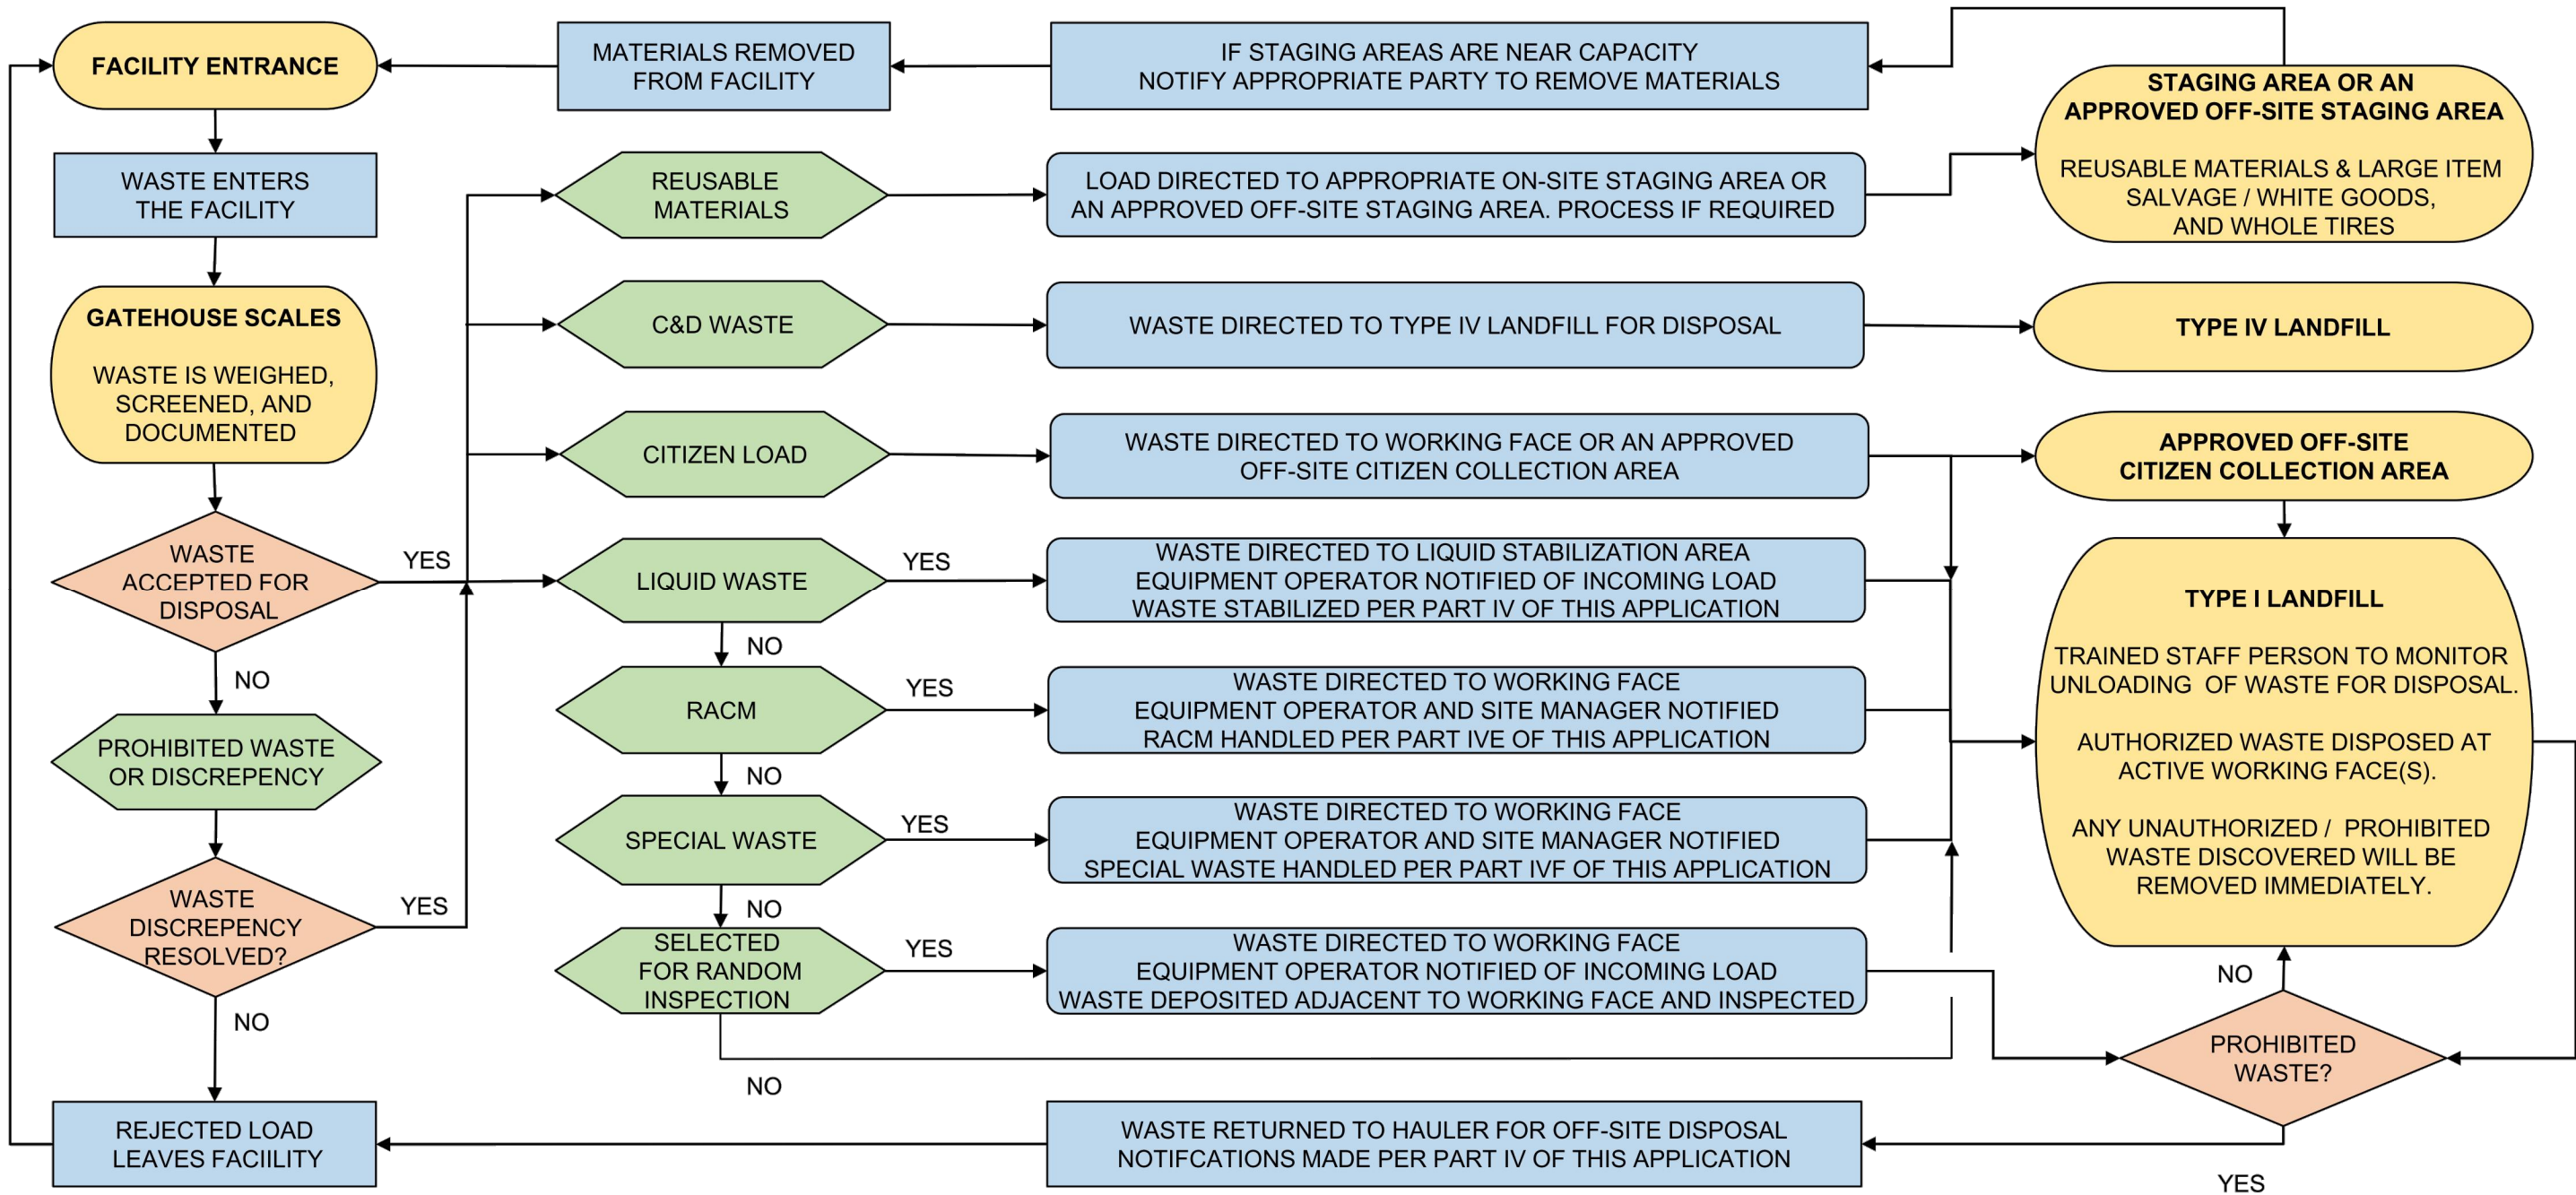 FACILITY ENTRANCE
MATERIALS REMOVED
FROM FACILITY
IF STAGING AREAS ARE NEAR CAPACITY
NOTIFY APPROPRIATE PARTY TO REMOVE MATERIALS
STAGING AREA OR AN
APPROVED OFF-SITE STAGING AREA
REUSABLE MATERIALS & LARGE ITEM
SALVAGE / WHITE GOODS,
AND WHOLE TIRES
WASTE ENTERS
THE FACILITY
REUSABLE
MATERIALS
LOAD DIRECTED TO APPROPRIATE ON-SITE STAGING AREA OR
AN APPROVED OFF-SITE STAGING AREA. PROCESS IF REQUIRED
GATEHOUSE SCALES
WASTE IS WEIGHED,
SCREENED, AND
DOCUMENTED
C&D WASTE
WASTE DIRECTED TO TYPE IV LANDFILL FOR DISPOSAL
TYPE IV LANDFILL
CITIZEN LOAD
WASTE DIRECTED TO WORKING FACE OR AN APPROVED
OFF-SITE CITIZEN COLLECTION AREA
APPROVED OFF-SITE
CITIZEN COLLECTION AREA
WASTE
ACCEPTED FOR
DISPOSAL
YES
NO
LIQUID WASTE
YES
NO
WASTE DIRECTED TO LIQUID STABILIZATION AREA
EQUIPMENT OPERATOR NOTIFIED OF INCOMING LOAD
WASTE STABILIZED PER PART IV OF THIS APPLICATION
TYPE I LANDFILL
TRAINED STAFF PERSON TO MONITOR
UNLOADING OF WASTE FOR DISPOSAL.
AUTHORIZED WASTE DISPOSED AT
ACTIVE WORKING FACE(S).
ANY UNAUTHORIZED / PROHIBITED
WASTE DISCOVERED WILL BE
REMOVED IMMEDIATELY.
PROHIBITED WASTE
OR DISCREPENCY
RACM
YES
NO
WASTE DIRECTED TO WORKING FACE
EQUIPMENT OPERATOR AND SITE MANAGER NOTIFIED
RACM HANDLED PER PART IVE OF THIS APPLICATION
SPECIAL WASTE
YES
NO
WASTE DIRECTED TO WORKING FACE
EQUIPMENT OPERATOR AND SITE MANAGER NOTIFIED
SPECIAL WASTE HANDLED PER PART IVF OF THIS APPLICATION
WASTE
DISCREPENCY
RESOLVED?
YES
NO
SELECTED
FOR RANDOM
INSPECTION
YES
NO
WASTE DIRECTED TO WORKING FACE
EQUIPMENT OPERATOR NOTIFIED OF INCOMING LOAD
WASTE DEPOSITED ADJACENT TO WORKING FACE AND INSPECTED
NO
PROHIBITED
WASTE?
YES
REJECTED LOAD
LEAVES FACIILITY
WASTE RETURNED TO HAULER FOR OFF-SITE DISPOSAL
NOTIFCATIONS MADE PER PART IV OF THIS APPLICATION